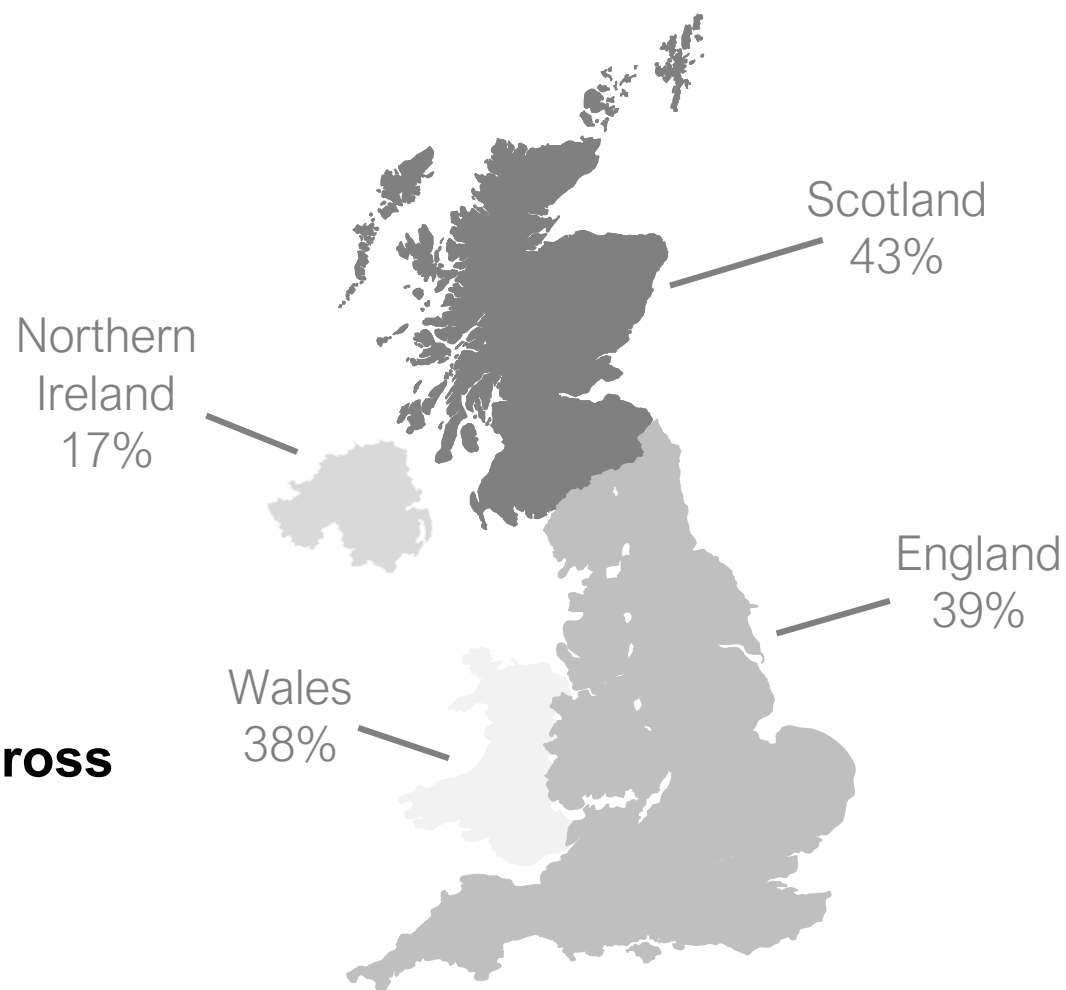 Scotland
43%
Northern
Ireland
17%
England
39%
Wales
38%
ross